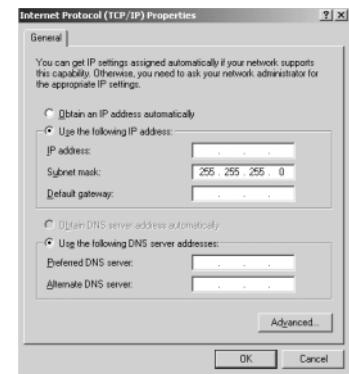 Internet Protocol (TCP/IP) Properties ? X
General
You can get IP settings assigned automatically if your network supports
this capability. Otherwise, you need to ask your network administrator for
the appropriate IP settings.
Obtain an IP address automatically
Use the following IP address:
IP address: . . .
Subnet mask: 255 . 255 . 255 . 0
Default gateway: . . .
Obtain DNS server address automatically
Use the following DNS server addresses:
Preferred DNS server: . . .
Alternate DNS server: . . .
Advanced...
OK Cancel